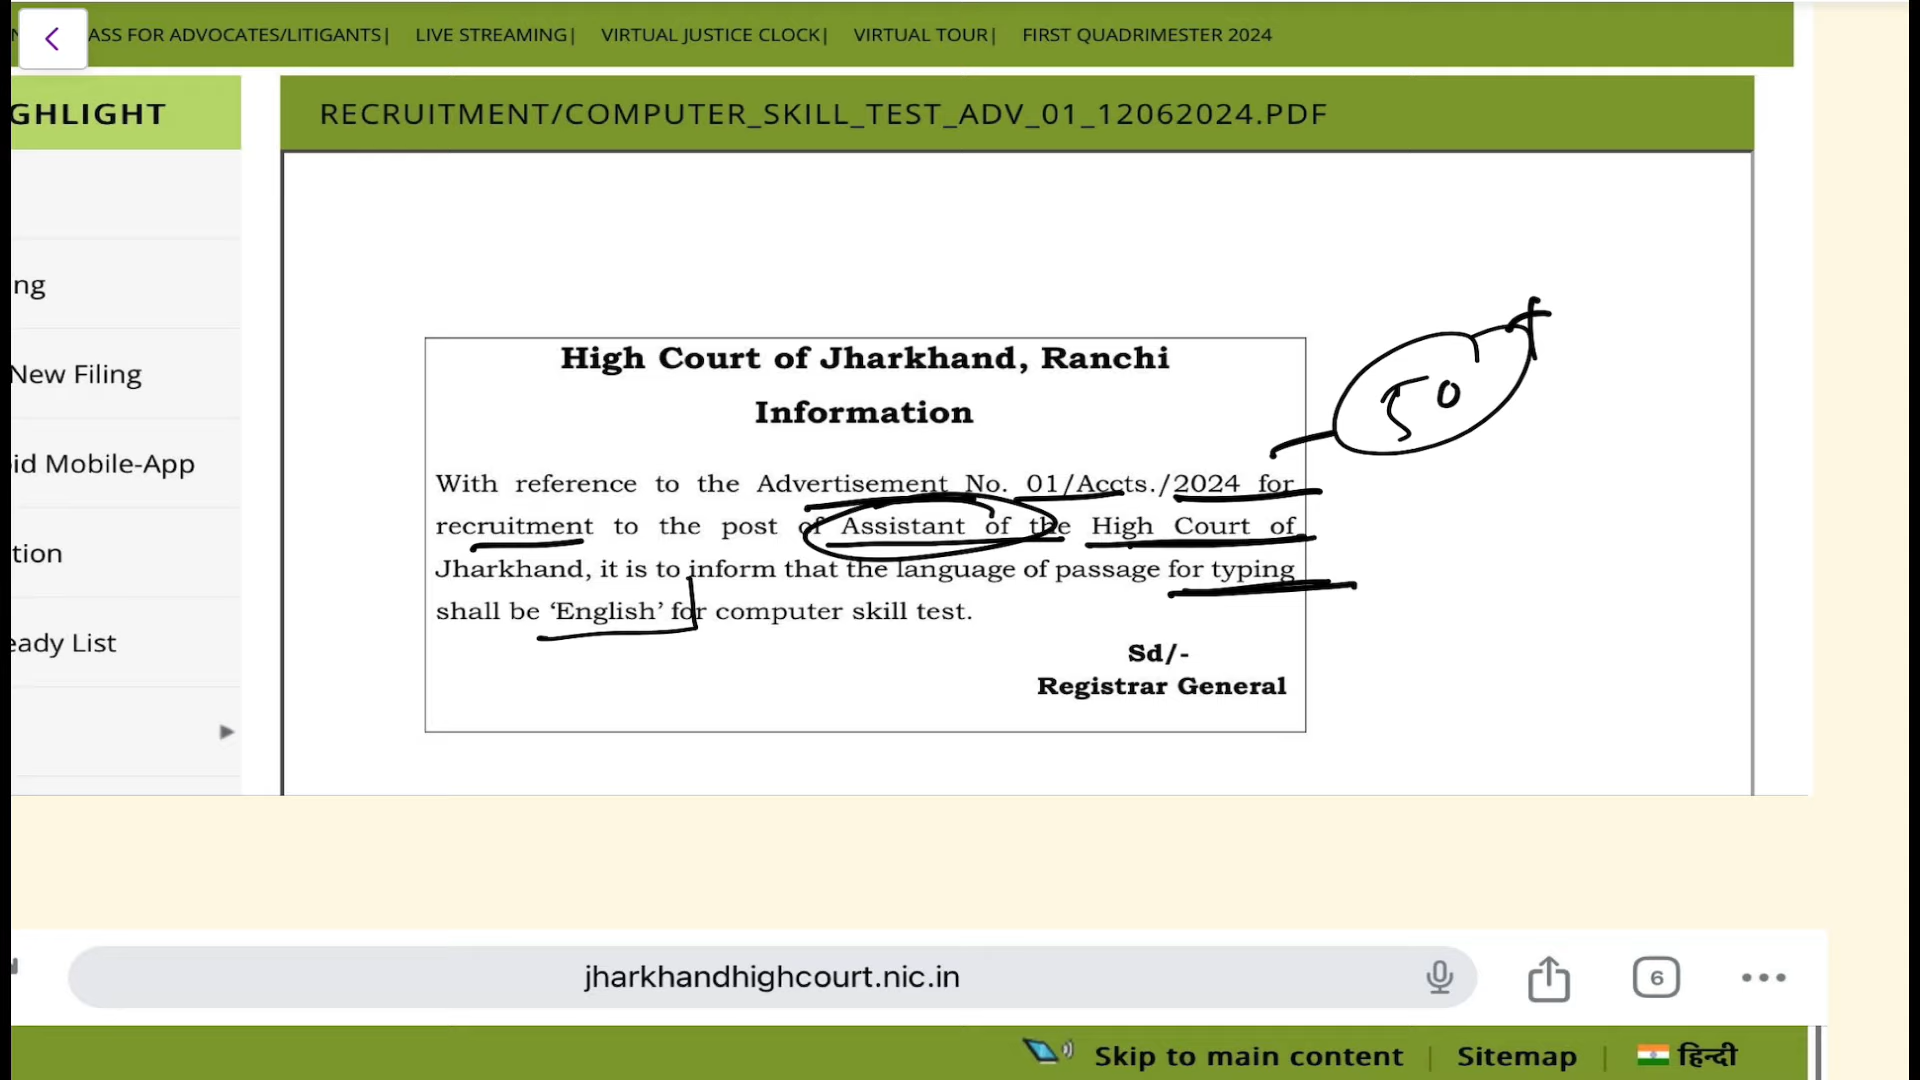 ASS FOR ADVOCATES/LITIGANTS| LIVE STREAMING| VIRTUAL JUSTICE CLOCK| VIRTUAL TOUR| FIRST QUADRIMESTER 2024
GHLIGHT
RECRUITMENT/COMPUTER_SKILL_TEST_ADV_01_12062024.PDF
ng
New Filing
id Mobile-App
tion
eady List
High Court of Jharkhand, Ranchi
Information
50+
With reference to the Advertisement No. 01/Accts./2024 for
recruitment to the post of Assistant of the High Court of
Jharkhand, it is to inform that the language of passage for typing
shall be ‘English’ for computer skill test.
Sd/-
Registrar General
jharkhandhighcourt.nic.in
6
Skip to main content | Sitemap | हिन्दी